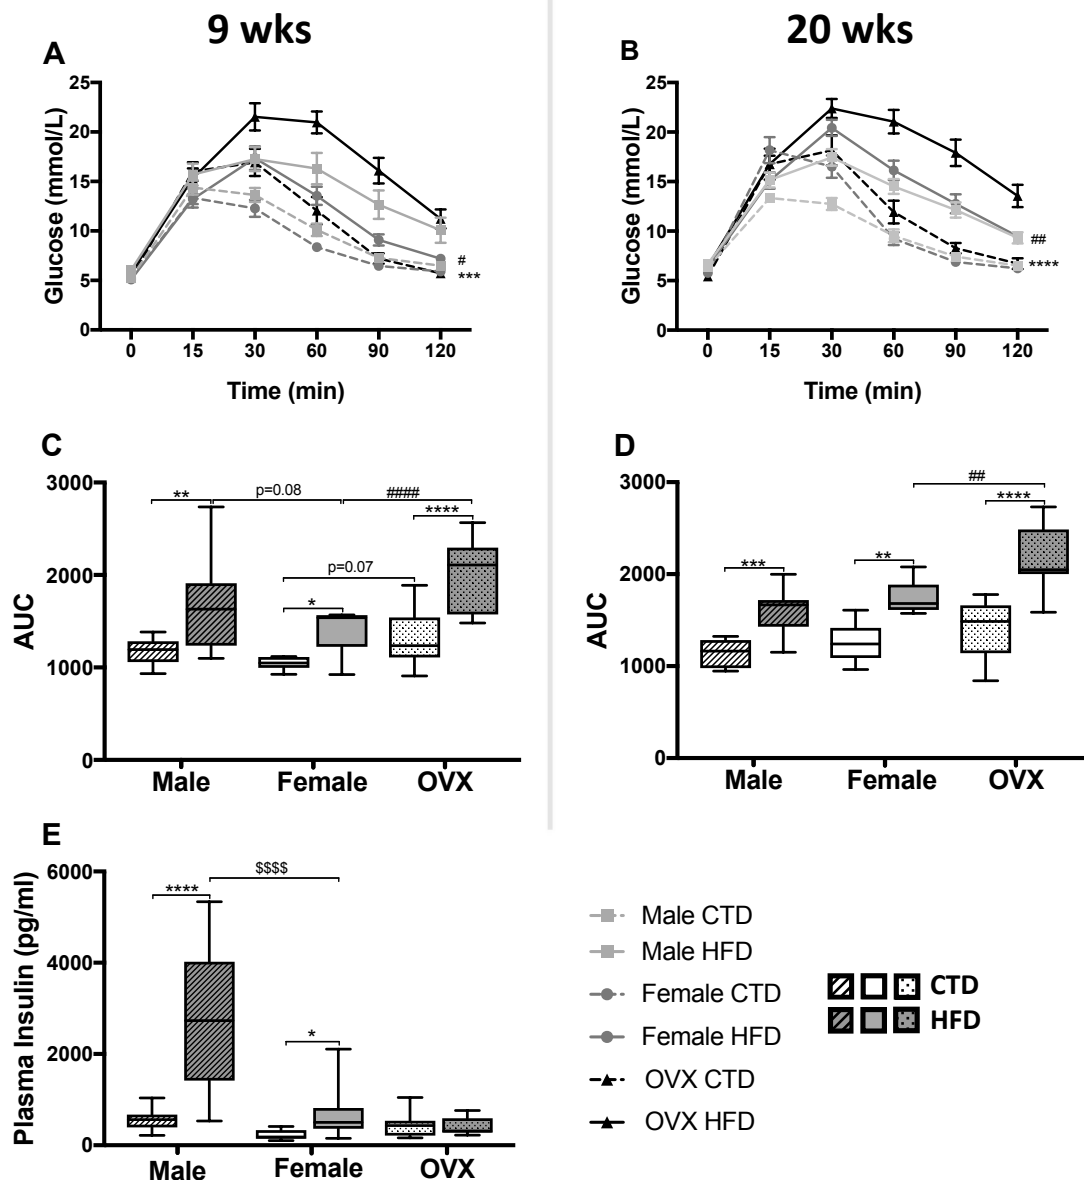 9 wks
20 wks
A
25
20
15
10
5
0
Glucose (mmol/L)
#
***
0 15 30 60 90 120
Time (min)
B
25
20
15
10
5
0
Glucose (mmol/L)
##
****
0 15 30 60 90 120
Time (min)
C
3000
2000
1000
0
AUC
** p=0.08 ####
****
p=0.07
*
Male Female OVX
D
3000
2000
1000
0
AUC
##
****
*** **
Male Female OVX
E
6000
4000
2000
0
Plasma Insulin (pg/ml)
**** $$$$
*
Male Female OVX
Male CTD
Male HFD
Female CTD
Female HFD
OVX CTD
OVX HFD
CTD
HFD